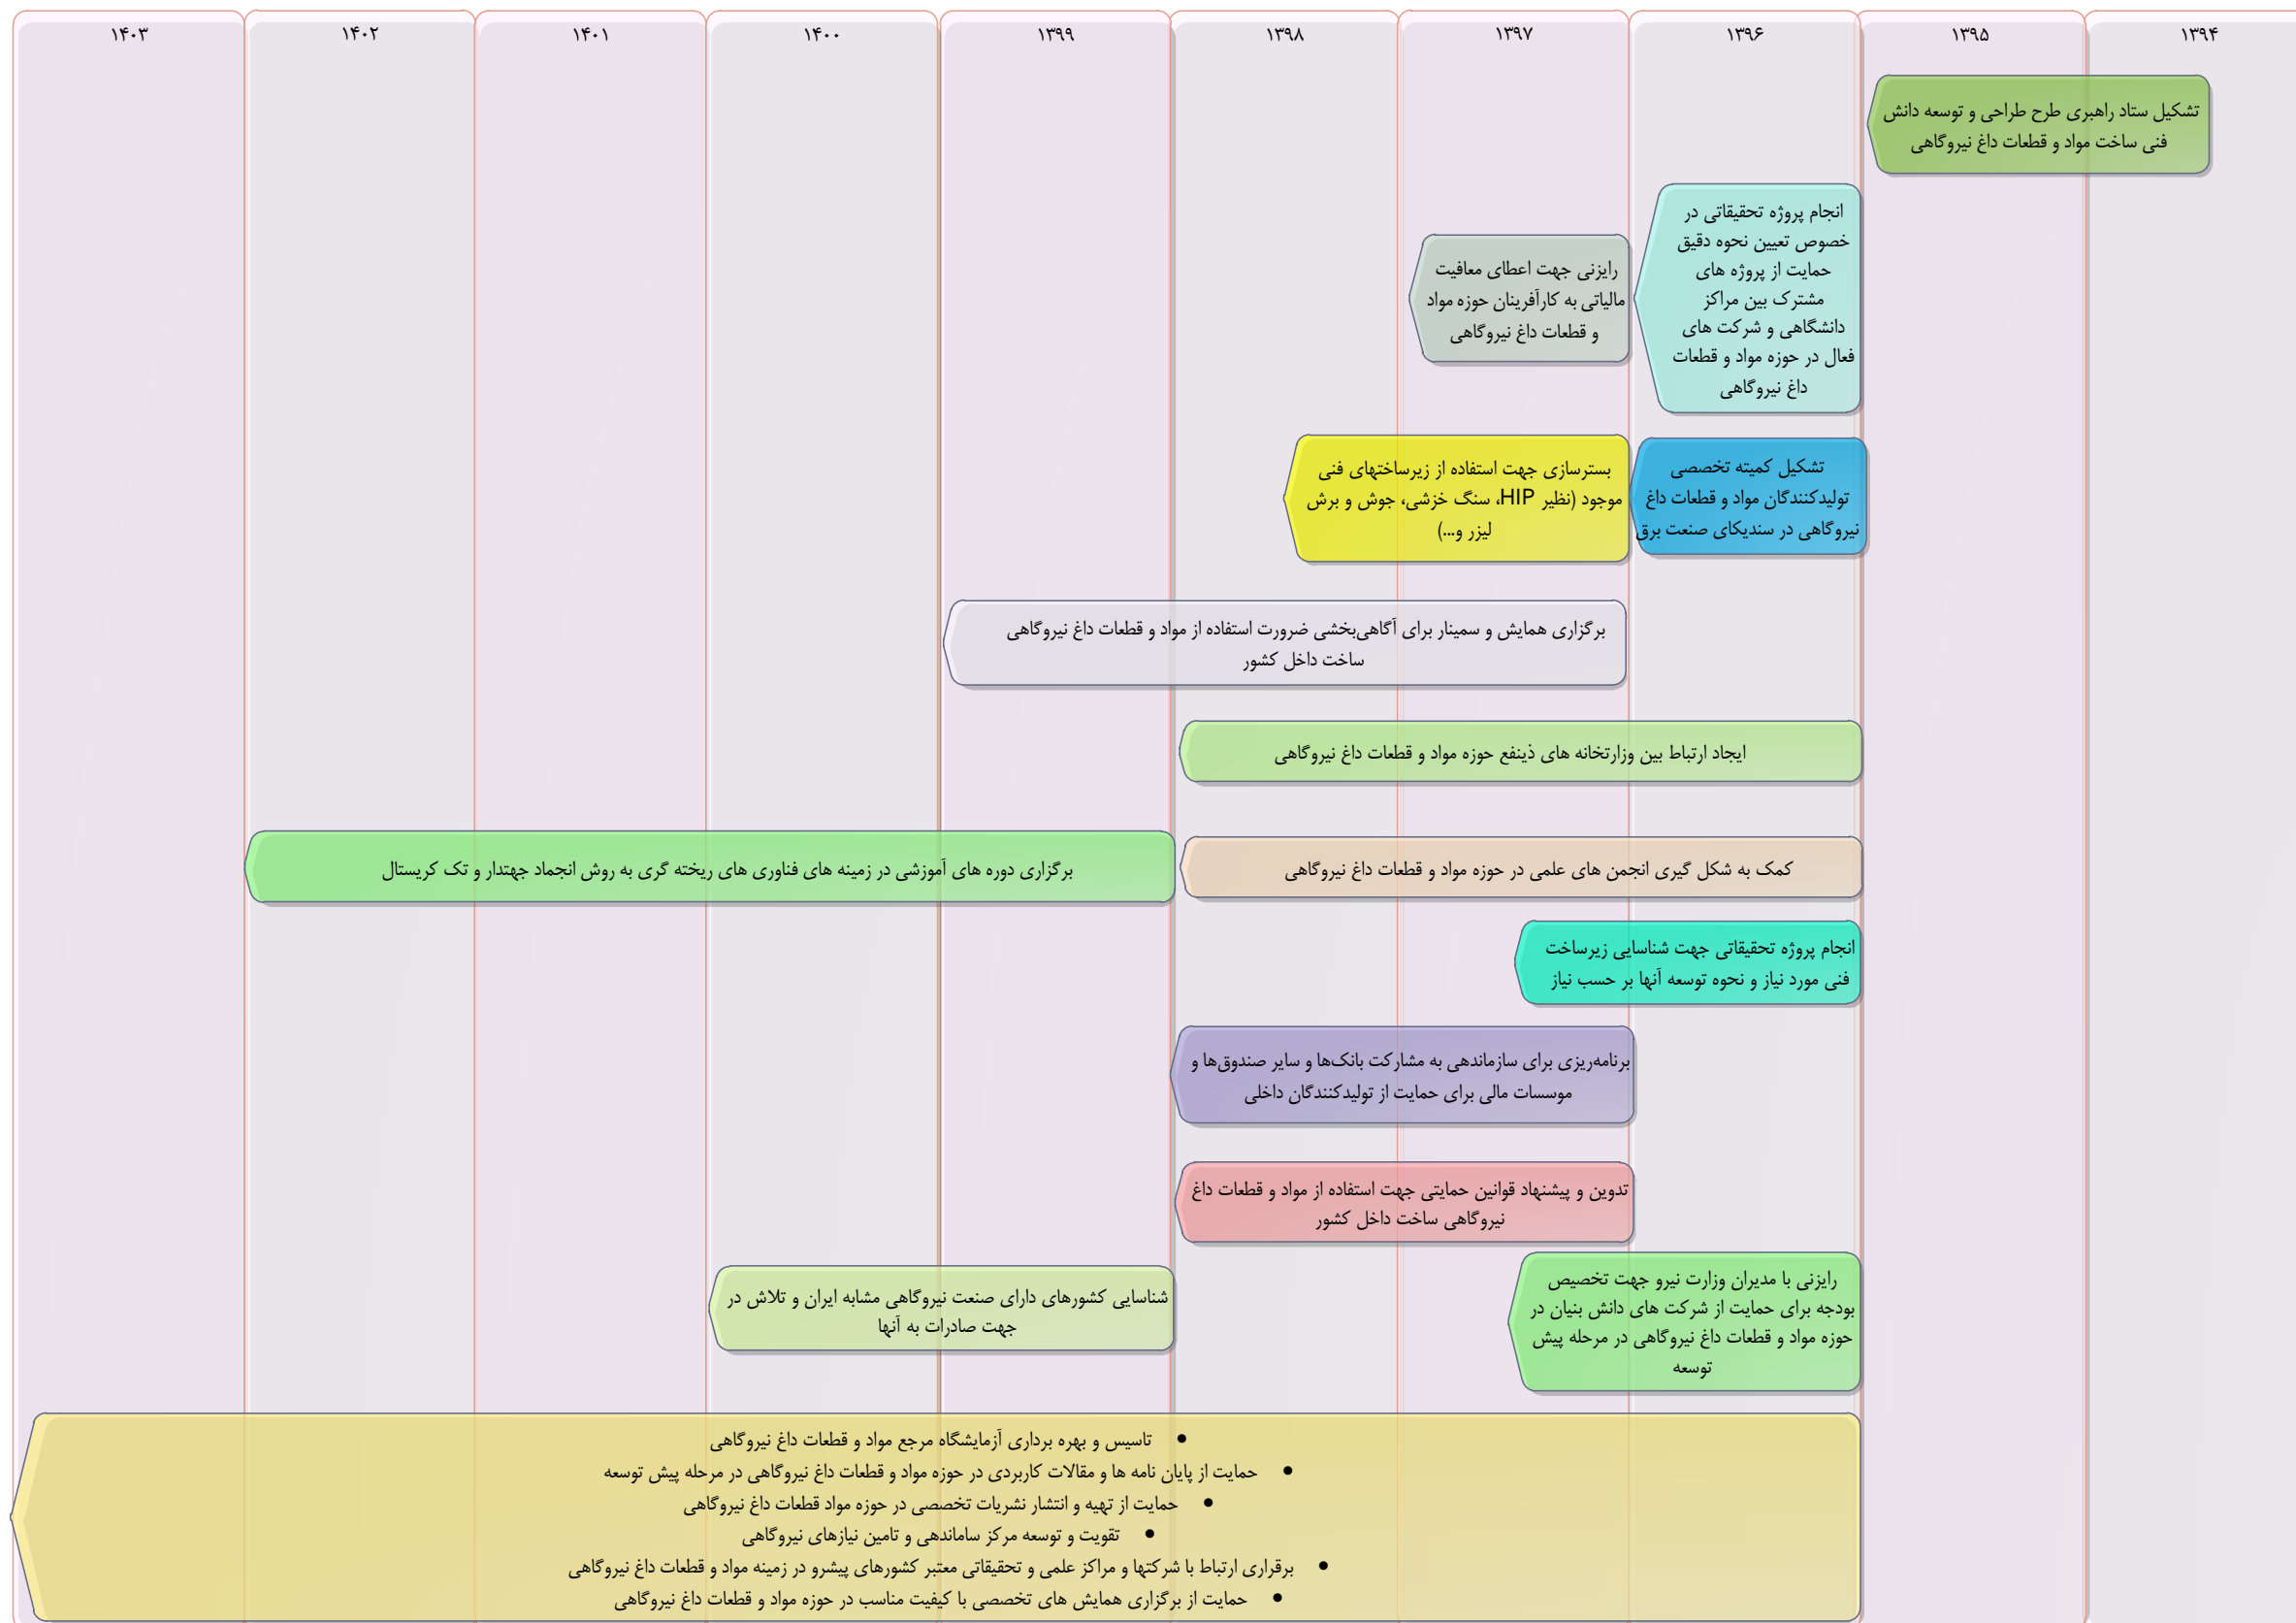 ۱۳۹۴
۱۳۹۵
۱۳۹۶
۱۳۹۷
۱۳۹۸
۱۳۹۹
۱۴۰۰
۱۴۰۱
۱۴۰۲
۱۴۰۳
تشکیل ستاد راهبری طرح طراحی و توسعه دانش
فنی ساخت مواد و قطعات داغ نیروگاهی
انجام پروژه تحقیقاتی در
خصوص تعیین نحوه دقیق
حمایت از پروژه های
مشترک بین مراکز
دانشگاهی و شرکت های
فعال در حوزه مواد و قطعات
داغ نیروگاهی
رایزنی جهت اعطای معافیت
مالیاتی به کارآفرینان حوزه مواد
و قطعات داغ نیروگاهی
تشکیل کمیته تخصصی
تولیدکنندگان مواد و قطعات داغ
نیروگاهی در سندیکای صنعت برق
بسترسازی جهت استفاده از زیرساختهای فنی
موجود (نظیر HIP، سنگ خزشی، جوش و برش
لیزر و...)
برگزاری همایش و سمینار برای آگاهی‌بخشی ضرورت استفاده از مواد و قطعات داغ نیروگاهی
ساخت داخل کشور
ایجاد ارتباط بین وزارتخانه های ذینفع حوزه مواد و قطعات داغ نیروگاهی
کمک به شکل گیری انجمن های علمی در حوزه مواد و قطعات داغ نیروگاهی
برگزاری دوره های آموزشی در زمینه های فناوری های ریخته گری به روش انجماد جهتدار و تک کریستال
انجام پروژه تحقیقاتی جهت شناسایی زیرساخت
فنی مورد نیاز و نحوه توسعه آنها بر حسب نیاز
برنامه‌ریزی برای سازماندهی به مشارکت بانک‌ها و سایر صندوق‌ها و
موسسات مالی برای حمایت از تولیدکنندگان داخلی
تدوین و پیشنهاد قوانین حمایتی جهت استفاده از مواد و قطعات داغ
نیروگاهی ساخت داخل کشور
رایزنی با مدیران وزارت نیرو جهت تخصیص
بودجه برای حمایت از شرکت های دانش بنیان در
حوزه مواد و قطعات داغ نیروگاهی در مرحله پیش
توسعه
شناسایی کشورهای دارای صنعت نیروگاهی مشابه ایران و تلاش در
جهت صادرات به آنها
• تاسیس و بهره برداری آزمایشگاه مرجع مواد و قطعات داغ نیروگاهی
• حمایت از پایان نامه ها و مقالات کاربردی در حوزه مواد و قطعات داغ نیروگاهی در مرحله پیش توسعه
• حمایت از تهیه و انتشار نشریات تخصصی در حوزه مواد قطعات داغ نیروگاهی
• تقویت و توسعه مرکز ساماندهی و تامین نیازهای نیروگاهی
• برقراری ارتباط با شرکتها و مراکز علمی و تحقیقاتی معتبر کشورهای پیشرو در زمینه مواد و قطعات داغ نیروگاهی
• حمایت از برگزاری همایش های تخصصی با کیفیت مناسب در حوزه مواد و قطعات داغ نیروگاهی